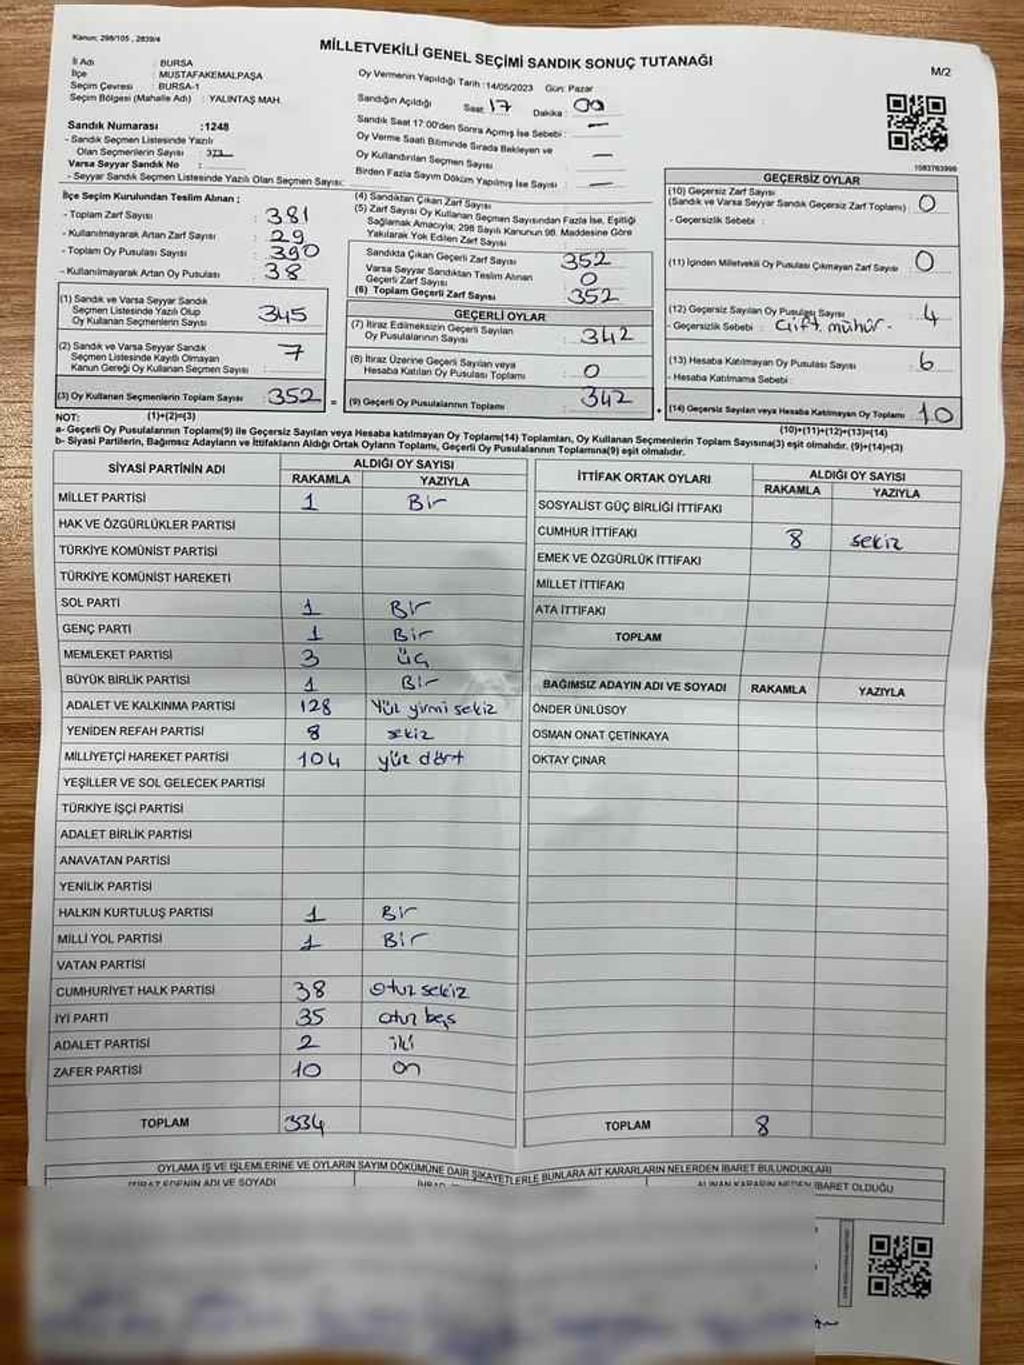 Kanun; 298/105 , 2839/4
MİLLETVEKİLİ GENEL SEÇİMİ SANDIK SONUÇ TUTANAĞI
M/2
İl Adı : BURSA
İlçe : MUSTAFAKEMALPAŞA
Seçim Çevresi : BURSA-1
Seçim Bölgesi (Mahalle Adı) : YALINTAŞ MAH.
Sandık Numarası :1248
- Sandık Seçmen Listesinde Yazılı
Olan Seçmenlerin Sayısı : 373
Varsa Seyyar Sandık No :
- Seyyar Sandık Seçmen Listesinde Yazılı Olan Seçmen Sayısı:
Oy Vermenin Yapıldığı Tarih :14/05/2023 Gün: Pazar
Sandığın Açıldığı Saat : 17 Dakika : 00
Sandık Saat 17:00'den Sonra Açmış İse Sebebi : —
Oy Verme Saati Bitiminde Sırada Bekleyen ve
Oy Kullandırılan Seçmen Sayısı : —
Birden Fazla Sayım Döküm Yapılmış İse Sayısı : —
1083763998
İlçe Seçim Kurulundan Teslim Alınan ;
- Toplam Zarf Sayısı : 381
- Kullanılmayarak Artan Zarf Sayısı : 29
- Toplam Oy Pusulası Sayısı : 390
- Kullanılmayarak Artan Oy Pusulası : 38
(1) Sandık ve Varsa Seyyar Sandık
Seçmen Listesinde Yazılı Olup
Oy Kullanan Seçmenlerin Sayısı : 345
(2) Sandık ve Varsa Seyyar Sandık
Seçmen Listesinde Kayıtlı Olmayan
Kanun Gereği Oy Kullanan Seçmen Sayısı : 7
(3) Oy Kullanan Seçmenlerin Toplam Sayısı : 352 =
(4) Sandıktan Çıkan Zarf Sayısı
(5) Zarf Sayısı Oy Kullanan Seçmen Sayısından Fazla İse, Eşitliği
Sağlamak Amacıyla; 298 Sayılı Kanunun 98. Maddesine Göre
Yakılarak Yok Edilen Zarf Sayısı :
Sandıkta Çıkan Geçerli Zarf Sayısı : 352
Varsa Seyyar Sandıktan Teslim Alınan
Geçerli Zarf Sayısı : 0
(6) Toplam Geçerli Zarf Sayısı : 352
GEÇERLİ OYLAR
(7) İtiraz Edilmeksizin Geçerli Sayılan
Oy Pusulalarının Sayısı : 342
(8) İtiraz Üzerine Geçerli Sayılan veya
Hesaba Katılan Oy Pusulası Toplamı : 0
(9) Geçerli Oy Pusulalarının Toplamı : 342 +
GEÇERSİZ OYLAR
(10) Geçersiz Zarf Sayısı
(Sandık ve Varsa Seyyar Sandık Geçersiz Zarf Toplamı) : 0
- Geçersizlik Sebebi :
(11) İçinden Milletvekili Oy Pusulası Çıkmayan Zarf Sayısı : 0
(12) Geçersiz Sayılan Oy Pusulası Sayısı : 4
- Geçersizlik Sebebi : Çift mühür.
(13) Hesaba Katılmayan Oy Pusulası Sayısı : 6
- Hesaba Katılmama Sebebi :
(14) Geçersiz Sayılan veya Hesaba Katılmayan Oy Toplamı : 10
NOT: (1)+(2)=(3) (10)+(11)+(12)+(13)=(14)
a- Geçerli Oy Pusulalarının Toplamı(9) ile Geçersiz Sayılan veya Hesaba katılmayan Oy Toplamı(14) Toplamları, Oy Kullanan Seçmenlerin Toplam Sayısına(3) eşit olmalıdır. (9)+(14)=(3)
b- Siyasi Partilerin, Bağımsız Adayların ve İttifakların Aldığı Ortak Oyların Toplamı, Geçerli Oy Pusulalarının Toplamına(9) eşit olmalıdır.
SİYASİ PARTİNİN ADI ALDIĞI OY SAYISI
RAKAMLA YAZIYLA
MİLLET PARTİSİ 1 Bir
HAK VE ÖZGÜRLÜKLER PARTİSİ
TÜRKİYE KOMÜNİST PARTİSİ
TÜRKİYE KOMÜNİST HAREKETİ
SOL PARTİ 1 Bir
GENÇ PARTİ 1 Bir
MEMLEKET PARTİSİ 3 üç
BÜYÜK BİRLİK PARTİSİ 1 Bir
ADALET VE KALKINMA PARTİSİ 128 Yüz yirmi sekiz
YENİDEN REFAH PARTİSİ 8 sekiz
MİLLİYETÇİ HAREKET PARTİSİ 104 yüz dört
YEŞİLLER VE SOL GELECEK PARTİSİ
TÜRKİYE İŞÇİ PARTİSİ
ADALET BİRLİK PARTİSİ
ANAVATAN PARTİSİ
YENİLİK PARTİSİ
HALKIN KURTULUŞ PARTİSİ 1 Bir
MİLLİ YOL PARTİSİ 1 Bir
VATAN PARTİSİ
CUMHURİYET HALK PARTİSİ 38 otuz sekiz
İYİ PARTİ 35 otuz beş
ADALET PARTİSİ 2 iki
ZAFER PARTİSİ 10 on
TOPLAM 334
İTTİFAK ORTAK OYLARI ALDIĞI OY SAYISI
RAKAMLA YAZIYLA
SOSYALİST GÜÇ BİRLİĞİ İTTİFAKI
CUMHUR İTTİFAKI 8 sekiz
EMEK VE ÖZGÜRLÜK İTTİFAKI
MİLLET İTTİFAKI
ATA İTTİFAKI
TOPLAM
BAĞIMSIZ ADAYIN ADI VE SOYADI RAKAMLA YAZIYLA
ÖNDER ÜNLÜSOY
OSMAN ONAT ÇETİNKAYA
OKTAY ÇINAR
TOPLAM 8
OYLAMA İŞ VE İŞLEMLERİNE VE OYLARIN SAYIM DÖKÜMÜNE DAİR ŞİKAYETLERLE BUNLARA AİT KARARLARIN NELERDEN İBARET BULUNDUKLARI
İTİRAZ EDENİN ADI VE SOYADI ALINAN KARARIN NEDEN İBARET OLDUĞU